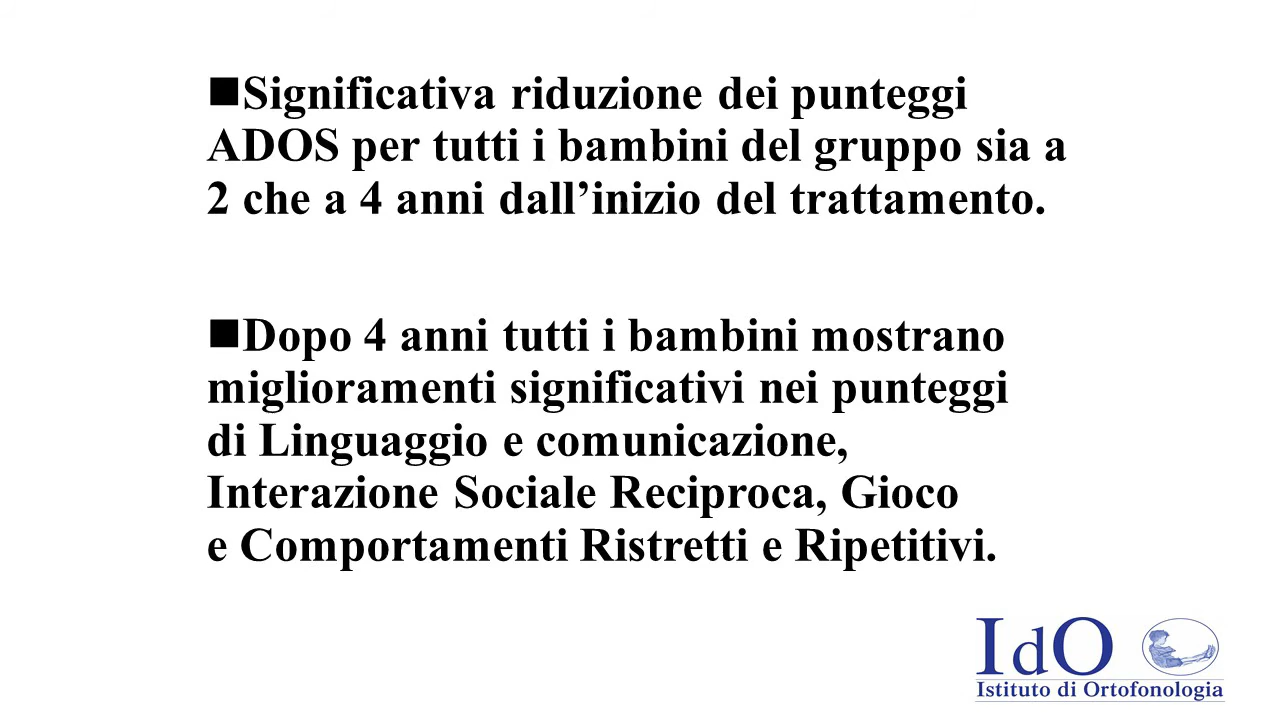 ■Significativa riduzione dei punteggi
ADOS per tutti i bambini del gruppo sia a
2 che a 4 anni dall’inizio del trattamento.
■Dopo 4 anni tutti i bambini mostrano
miglioramenti significativi nei punteggi
di Linguaggio e comunicazione,
Interazione Sociale Reciproca, Gioco
e Comportamenti Ristretti e Ripetitivi.
IdO
Istituto di Ortofonologia